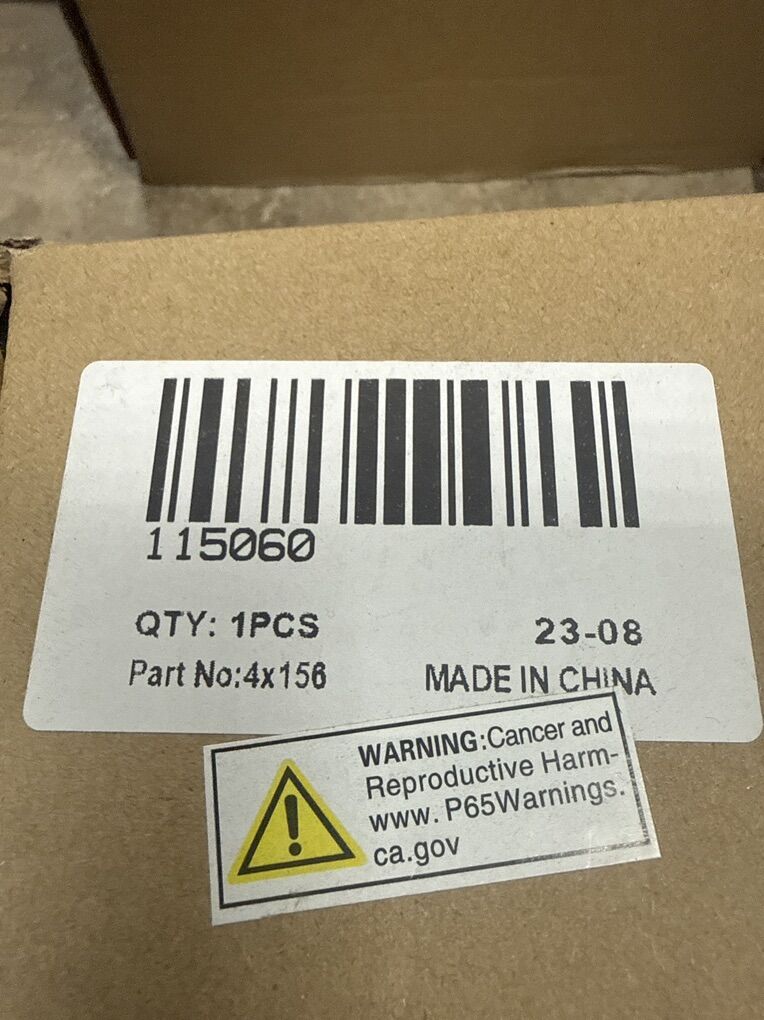 115060
QTY: 1PCS
23-08
Part No:4x156
MADE IN CHINA
WARNING:Cancer and
Reproductive Harm-
www. P65Warnings.
ca.gov